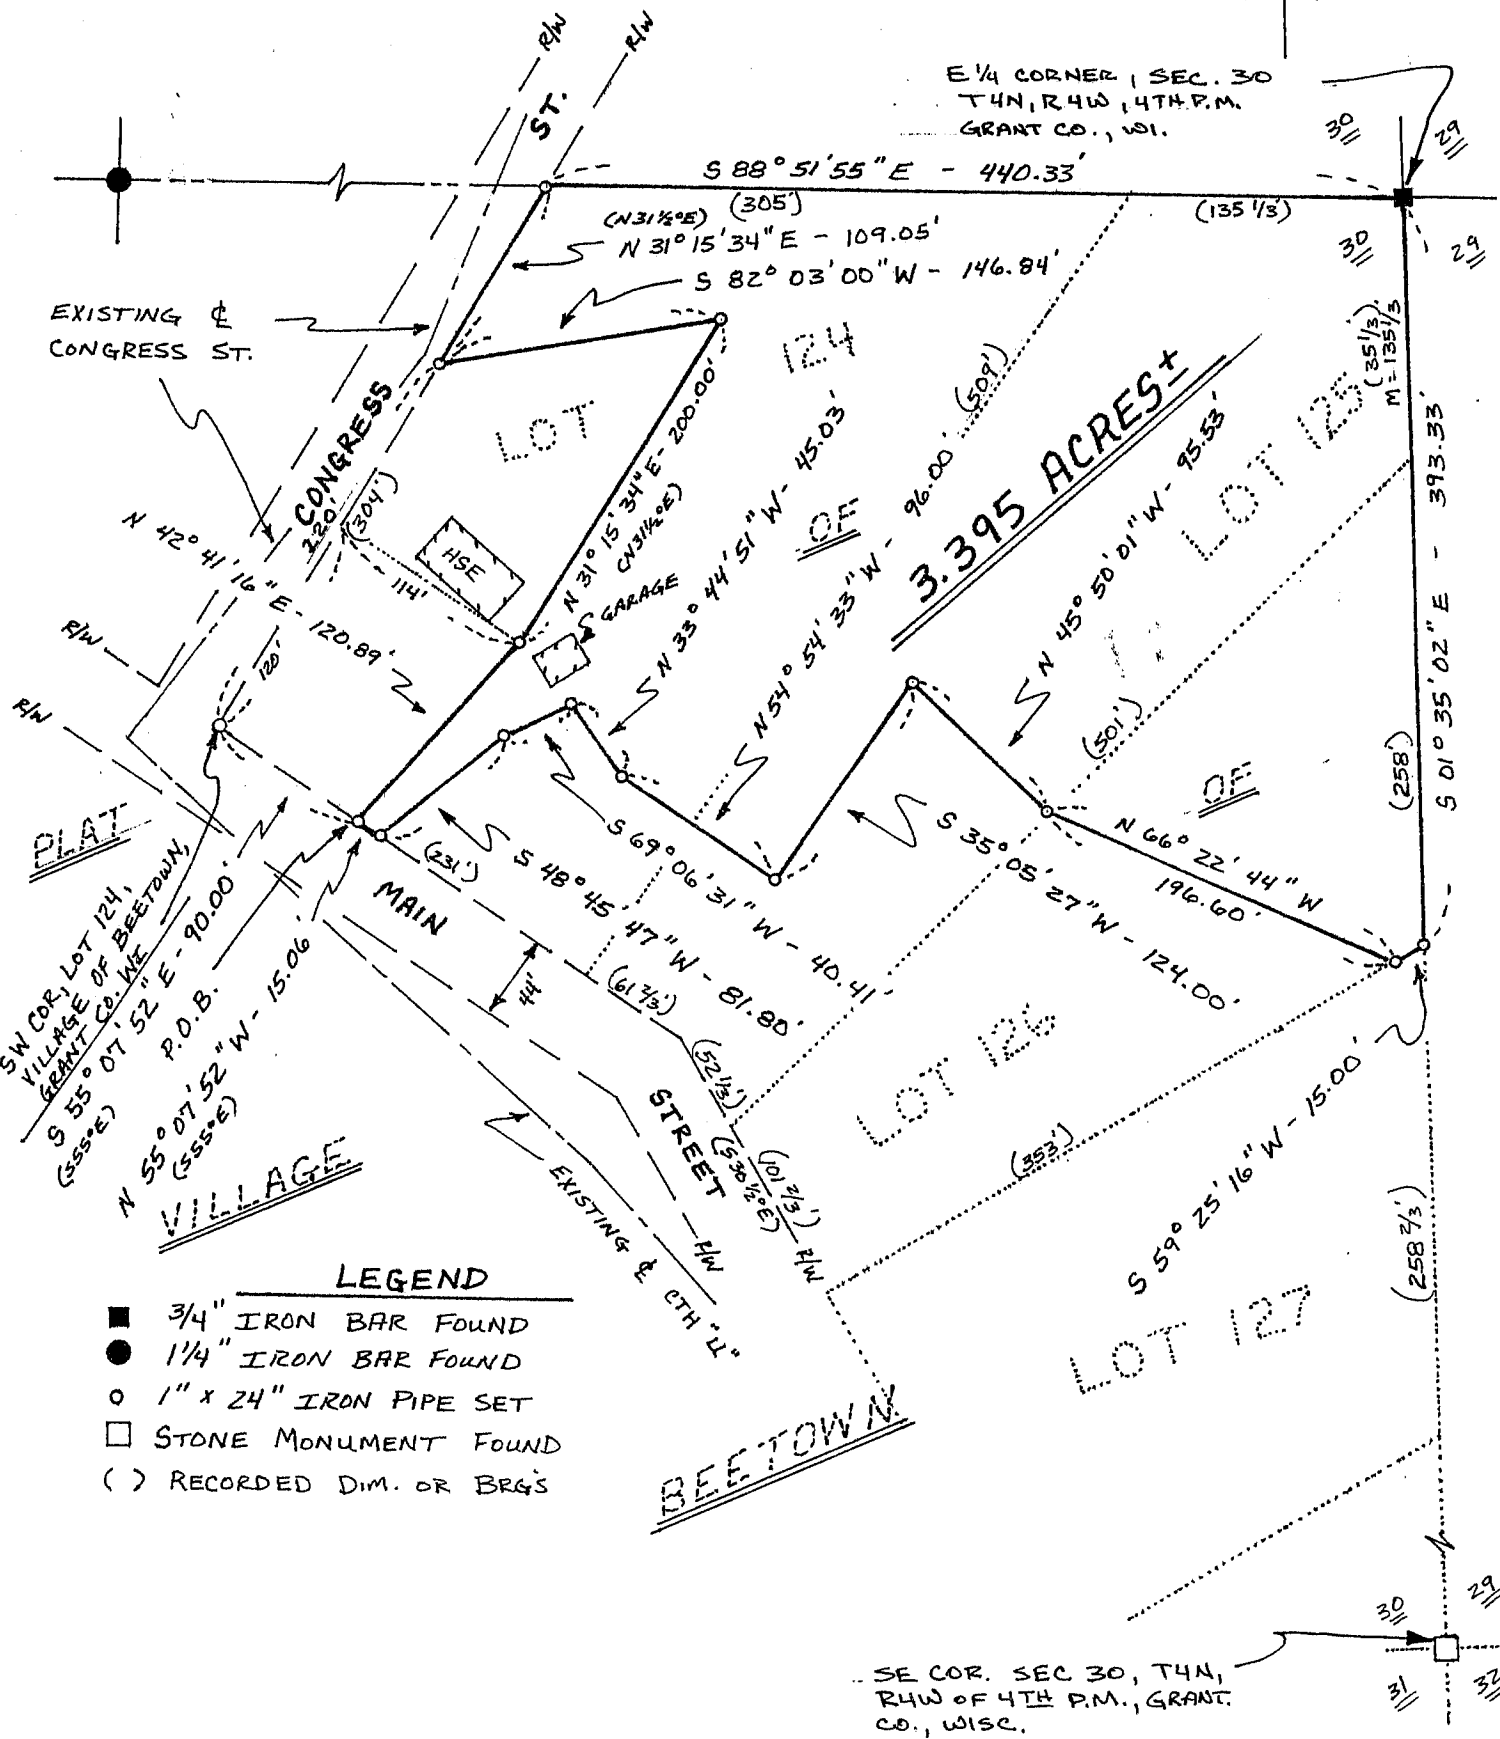 R/W
R/W
ST.
E 1/4 CORNER, SEC. 30
T4N, R4W, 4TH P.M.
GRANT CO., WI.
30
29
S 88° 51' 55" E - 440.33'
(305')
(135 1/3')
(N 31 1/2° E)
N 31° 15' 34" E - 109.05'
S 82° 03' 00" W - 146.84'
30
29
EXISTING ℄
CONGRESS ST.
124
LOT
(35 1/3')
M = 135 1/3
(509')
3.395 ACRES±
LOT 125
CONGRESS
120'
(304')
HSE
114'
GARAGE
N 31° 15' 34" E - 200.00'
(N 31 1/2° E)
N 33° 44' 51" W - 45.03'
OF
N 54° 54' 33" W - 96.00'
N 45° 50' 01" W - 95.53'
S 01° 35' 02" E - 393.33'
N 42° 41' 16" E - 120.89'
R/W
120'
R/W
(501')
(258')
OF
PLAT
SW COR, LOT 124,
VILLAGE OF BEETOWN,
GRANT CO. WI
S 55° 07' 52" E - 90.00'
(S55°E)
P.O.B.
N 55° 07' 52" W - 15.06'
(S55°E)
(231')
MAIN
S 48° 45' 47" W - 81.80'
S 69° 06' 31" W - 40.41'
S 35° 05' 27" W - 124.00'
N 66° 22' 44" W
196.60'
44'
(61 2/3')
(52 1/3')
STREET
(101 2/3')
(S 30 1/2° E)
R/W
R/W
LOT 126
(353')
S 59° 25' 16" W - 15.00'
(258 2/3')
VILLAGE
EXISTING ℄ CTH "U"
LOT 127
BEETOWN
LEGEND
3/4" IRON BAR FOUND
1 1/4" IRON BAR FOUND
1" x 24" IRON PIPE SET
STONE MONUMENT FOUND
( ) RECORDED DIM. OR BRG'S
30
29
31
32
SE COR. SEC 30, T4N,
R4W OF 4TH P.M., GRANT
CO., WISC.